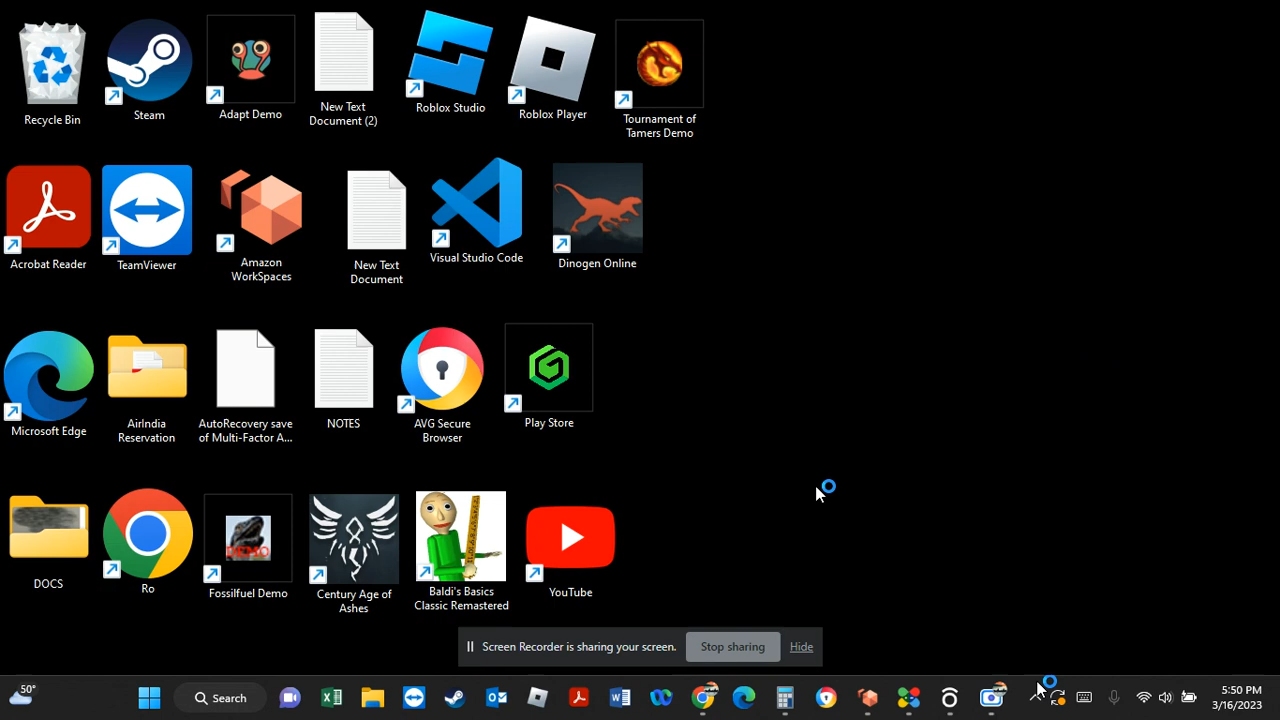 Recycle Bin
Steam
Adapt Demo
New Text
Document (2)
Roblox Studio
Roblox Player
Tournament of
Tamers Demo
Acrobat Reader
TeamViewer
Amazon
WorkSpaces
New Text
Document
Visual Studio Code
Dinogen Online
Microsoft Edge
AirIndia
Reservation
AutoRecovery save
of Multi-Factor A...
NOTES
AVG Secure
Browser
Play Store
DOCS
Ro
DEMO
Fossilfuel Demo
Century Age of
Ashes
Baldi's Basics
Classic Remastered
YouTube
Screen Recorder is sharing your screen.
Stop sharing
Hide
50°
Search
5:50 PM
3/16/2023